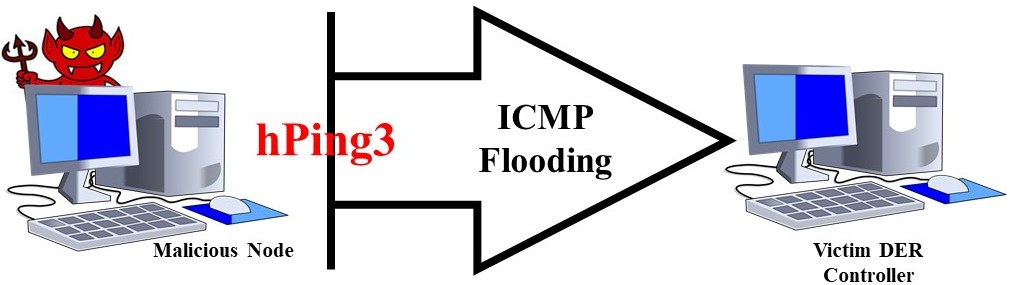 hPing3
ICMP
Flooding
Malicious Node
Victim DER
Controller